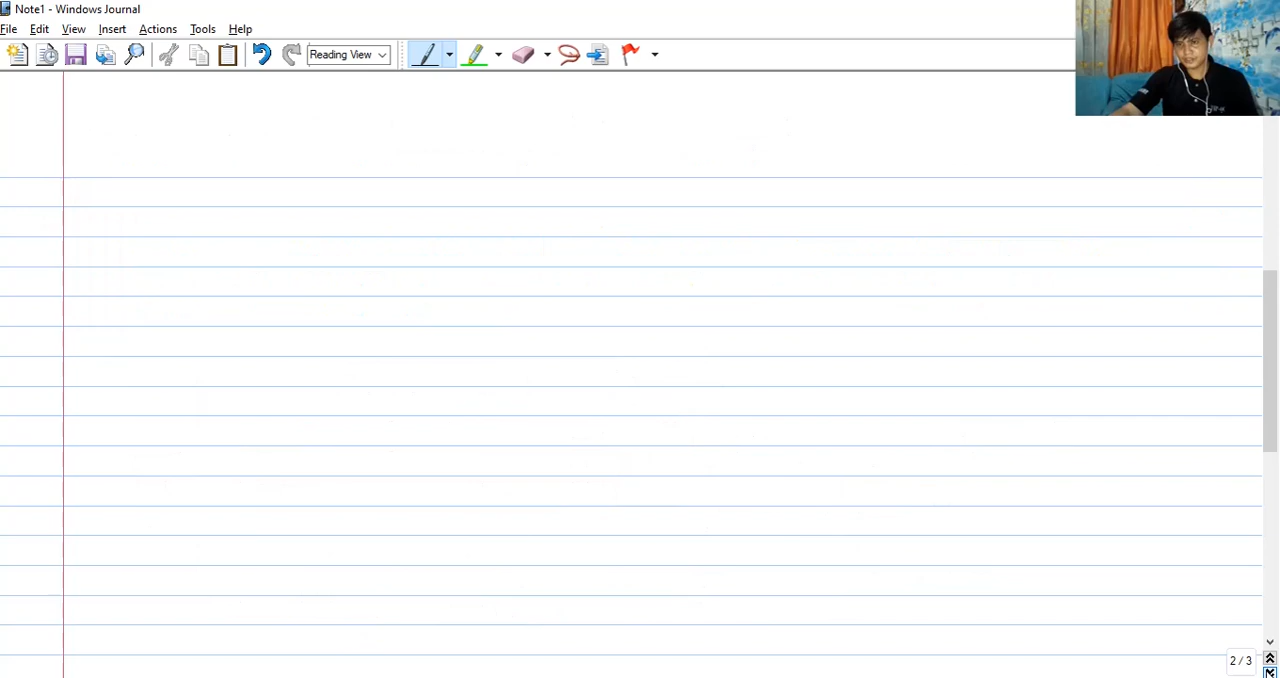 Note1 - Windows Journal
File Edit View Insert Actions Tools Help
Reading View
2 / 3